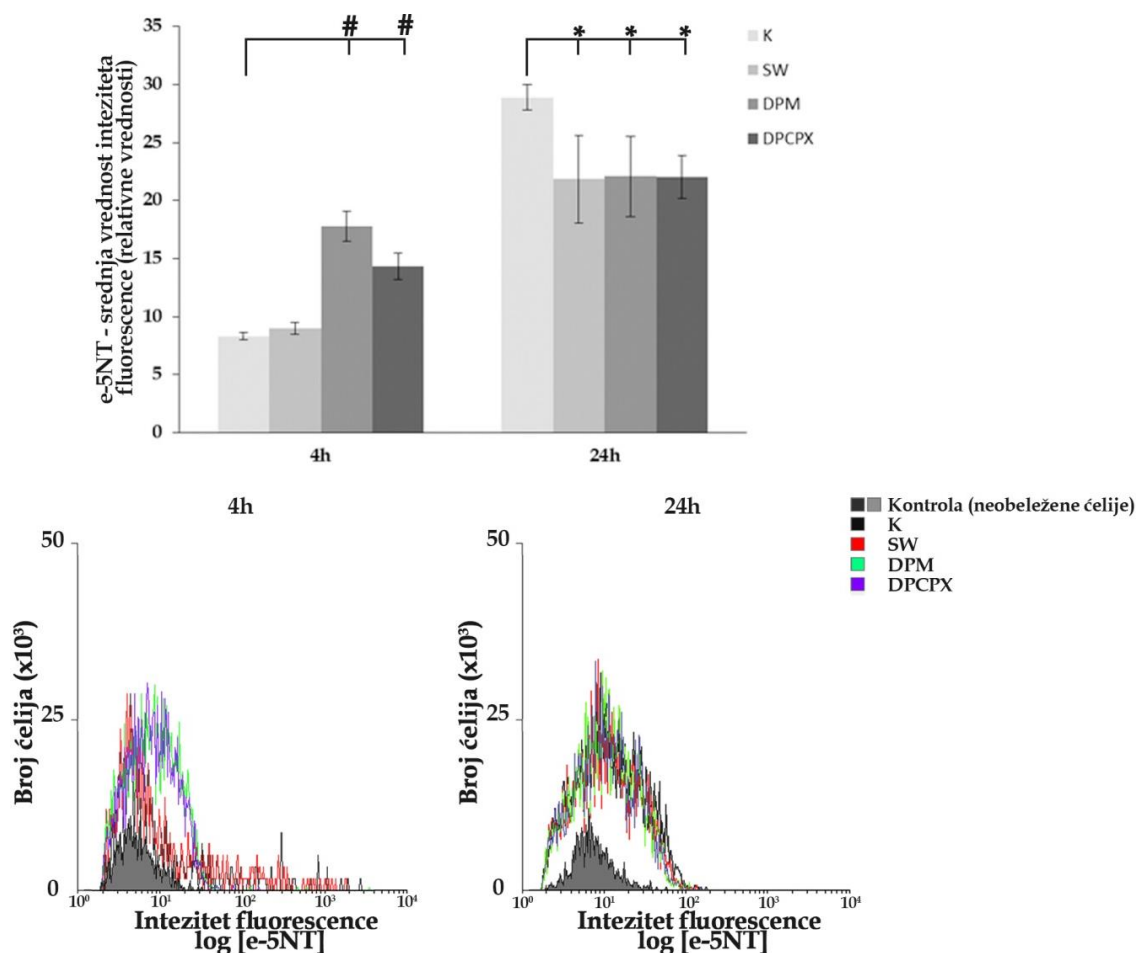 e-5NT - srednja vrednost inteziteta
fluorescence (relativne vrednosti)
35
30
25
20
15
10
5
0
# #
* * *
4h
24h
K
SW
DPM
DPCPX
4h
24h
Kontrola (neobeležene ćelije)
K
SW
DPM
DPCPX
Broj ćelija (x10³)
50
25
0
10⁰ 10¹ 10² 10³ 10⁴
Intezitet fluorescence
log [e-5NT]
Broj ćelija (x10³)
50
25
0
10⁰ 10¹ 10² 10³ 10⁴
Intezitet fluorescence
log [e-5NT]